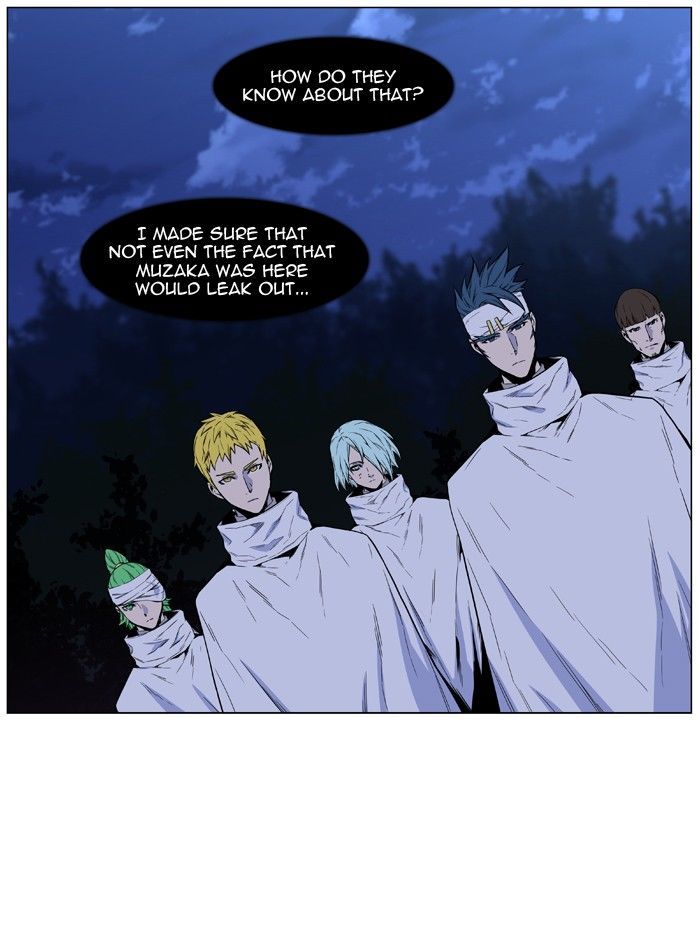 HOW DO THEY
KNOW ABOUT THAT?
I MADE SURE THAT
NOT EVEN THE FACT THAT
MUZAKA WAS HERE
WOULD LEAK OUT...